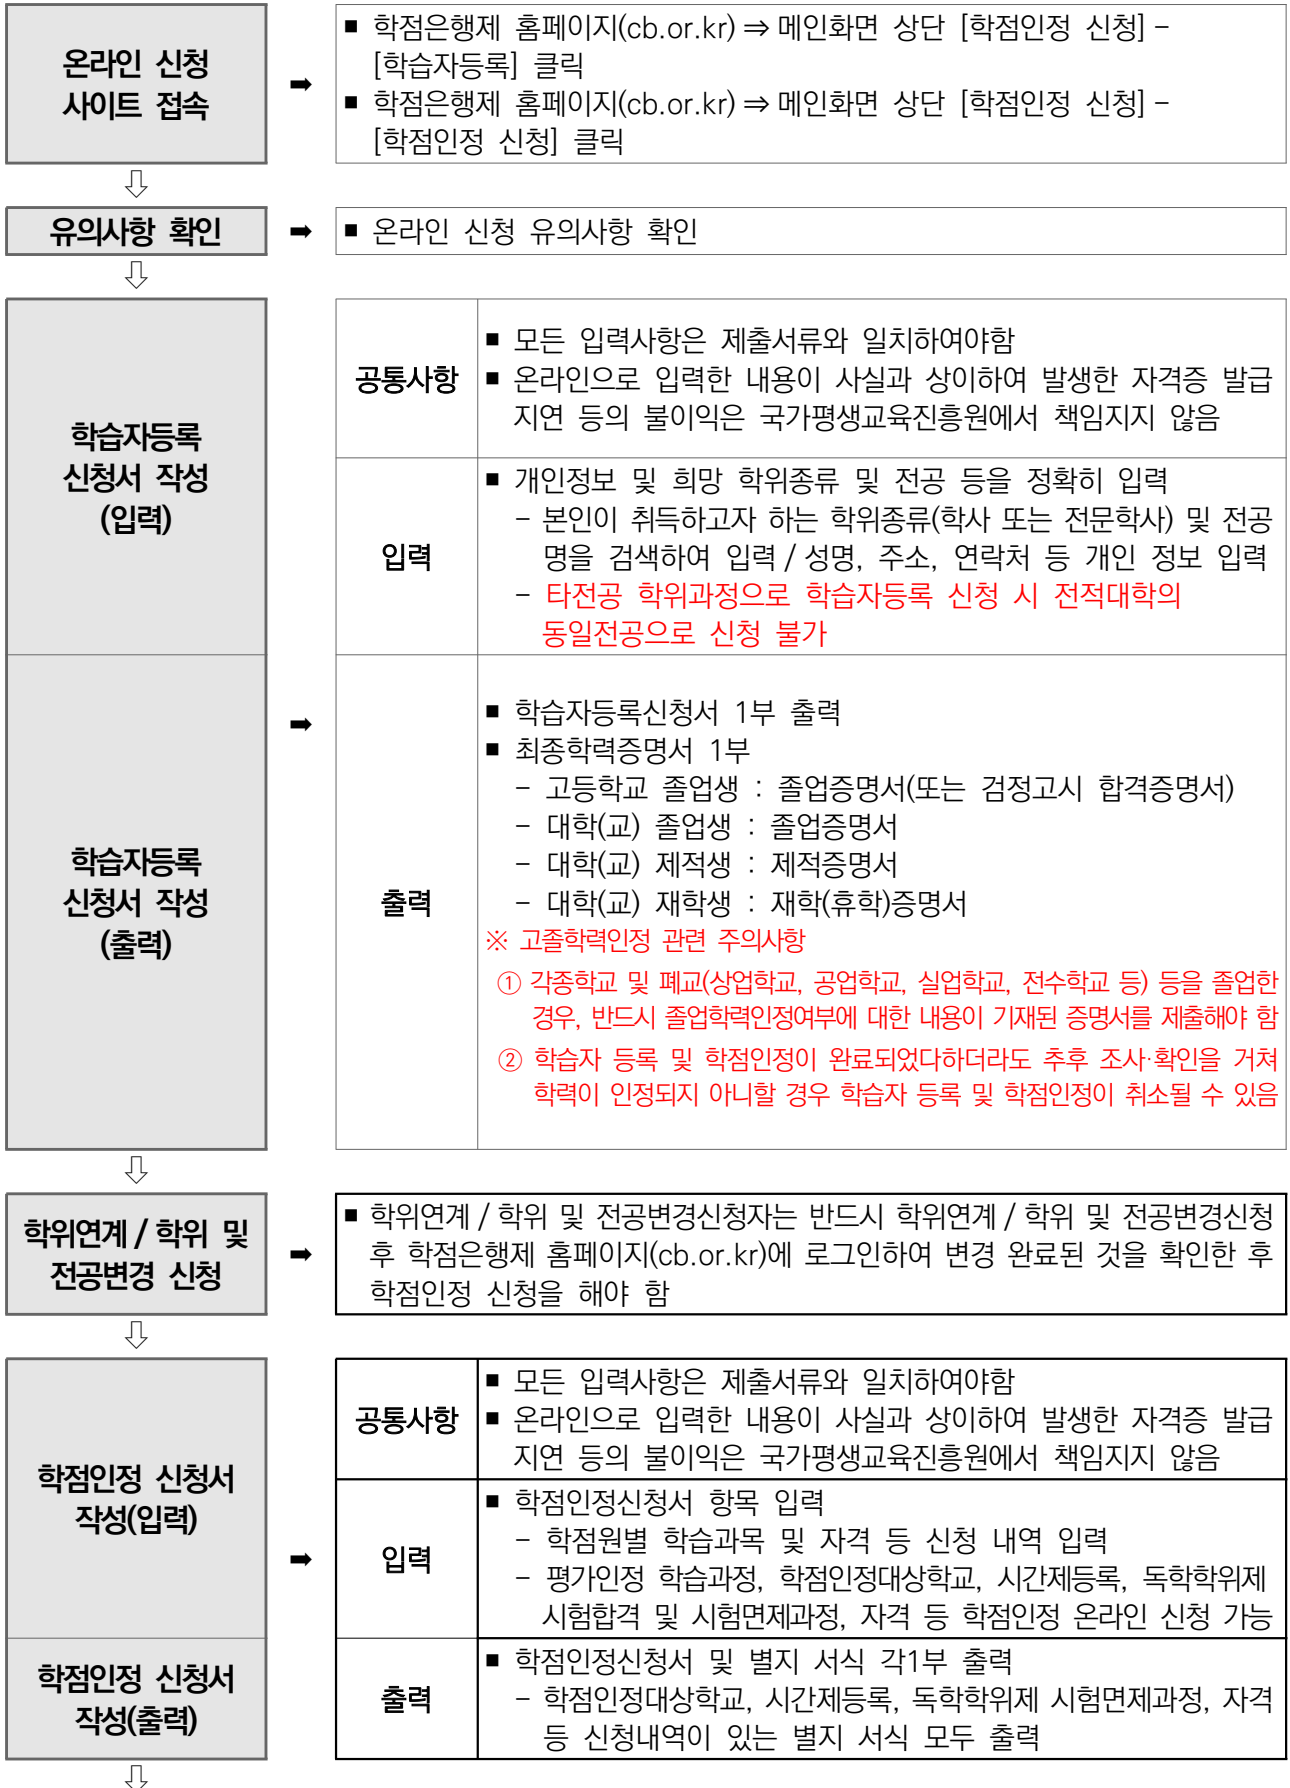 온라인 신청
사이트 접속
➡
■ 학점은행제 홈페이지(cb.or.kr) ⇒ 메인화면 상단 [학점인정 신청] –
[학습자등록] 클릭
■ 학점은행제 홈페이지(cb.or.kr) ⇒ 메인화면 상단 [학점인정 신청] –
[학점인정 신청] 클릭
⇩
유의사항 확인
➡
■ 온라인 신청 유의사항 확인
⇩
학습자등록
신청서 작성
(입력)
공통사항
■ 모든 입력사항은 제출서류와 일치하여야함
■ 온라인으로 입력한 내용이 사실과 상이하여 발생한 자격증 발급
지연 등의 불이익은 국가평생교육진흥원에서 책임지지 않음
입력
■ 개인정보 및 희망 학위종류 및 전공 등을 정확히 입력
– 본인이 취득하고자 하는 학위종류(학사 또는 전문학사) 및 전공
명을 검색하여 입력 / 성명, 주소, 연락처 등 개인 정보 입력
– 타전공 학위과정으로 학습자등록 신청 시 전적대학의
동일전공으로 신청 불가
학습자등록
신청서 작성
(출력)
➡
출력
■ 학습자등록신청서 1부 출력
■ 최종학력증명서 1부
– 고등학교 졸업생 : 졸업증명서(또는 검정고시 합격증명서)
– 대학(교) 졸업생 : 졸업증명서
– 대학(교) 제적생 : 제적증명서
– 대학(교) 재학생 : 재학(휴학)증명서
※ 고졸학력인정 관련 주의사항
① 각종학교 및 폐교(상업학교, 공업학교, 실업학교, 전수학교 등) 등을 졸업한
경우, 반드시 졸업학력인정여부에 대한 내용이 기재된 증명서를 제출해야 함
② 학습자 등록 및 학점인정이 완료되었다하더라도 추후 조사·확인을 거쳐
학력이 인정되지 아니할 경우 학습자 등록 및 학점인정이 취소될 수 있음
⇩
학위연계 / 학위 및
전공변경 신청
➡
■ 학위연계 / 학위 및 전공변경신청자는 반드시 학위연계 / 학위 및 전공변경신청
후 학점은행제 홈페이지(cb.or.kr)에 로그인하여 변경 완료된 것을 확인한 후
학점인정 신청을 해야 함
⇩
학점인정 신청서
작성(입력)
➡
공통사항
■ 모든 입력사항은 제출서류와 일치하여야함
■ 온라인으로 입력한 내용이 사실과 상이하여 발생한 자격증 발급
지연 등의 불이익은 국가평생교육진흥원에서 책임지지 않음
입력
■ 학점인정신청서 항목 입력
– 학점원별 학습과목 및 자격 등 신청 내역 입력
– 평가인정 학습과정, 학점인정대상학교, 시간제등록, 독학학위제
시험합격 및 시험면제과정, 자격 등 학점인정 온라인 신청 가능
학점인정 신청서
작성(출력)
출력
■ 학점인정신청서 및 별지 서식 각1부 출력
– 학점인정대상학교, 시간제등록, 독학학위제 시험면제과정, 자격
등 신청내역이 있는 별지 서식 모두 출력
⇩